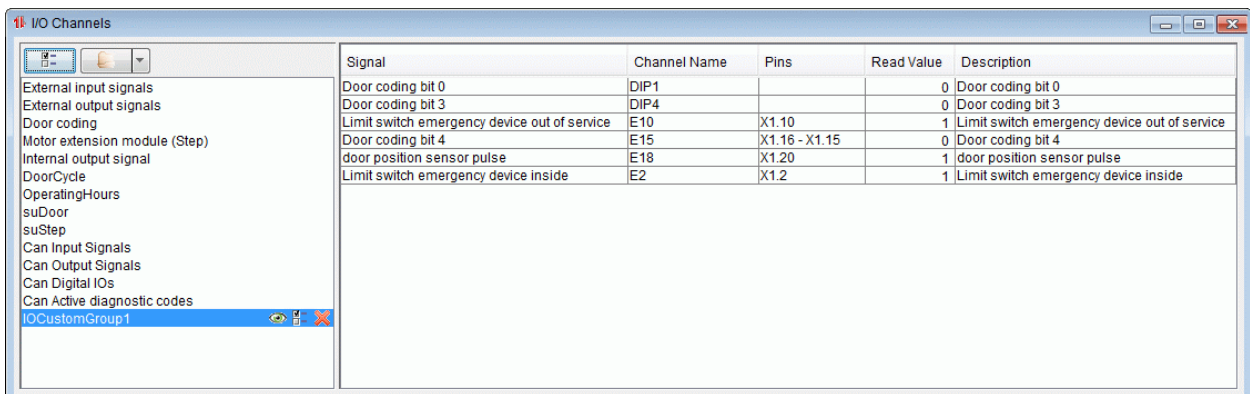 I/O Channels
Signal Channel Name Pins Read Value Description
External input signals
External output signals
Door coding
Motor extension module (Step)
Internal output signal
DoorCycle
OperatingHours
suDoor
suStep
Can Input Signals
Can Output Signals
Can Digital IOs
Can Active diagnostic codes
IOCustomGroup1
Door coding bit 0 DIP1 0 Door coding bit 0
Door coding bit 3 DIP4 0 Door coding bit 3
Limit switch emergency device out of service E10 X1.10 1 Limit switch emergency device out of service
Door coding bit 4 E15 X1.16 - X1.15 0 Door coding bit 4
door position sensor pulse E18 X1.20 1 door position sensor pulse
Limit switch emergency device inside E2 X1.2 1 Limit switch emergency device inside